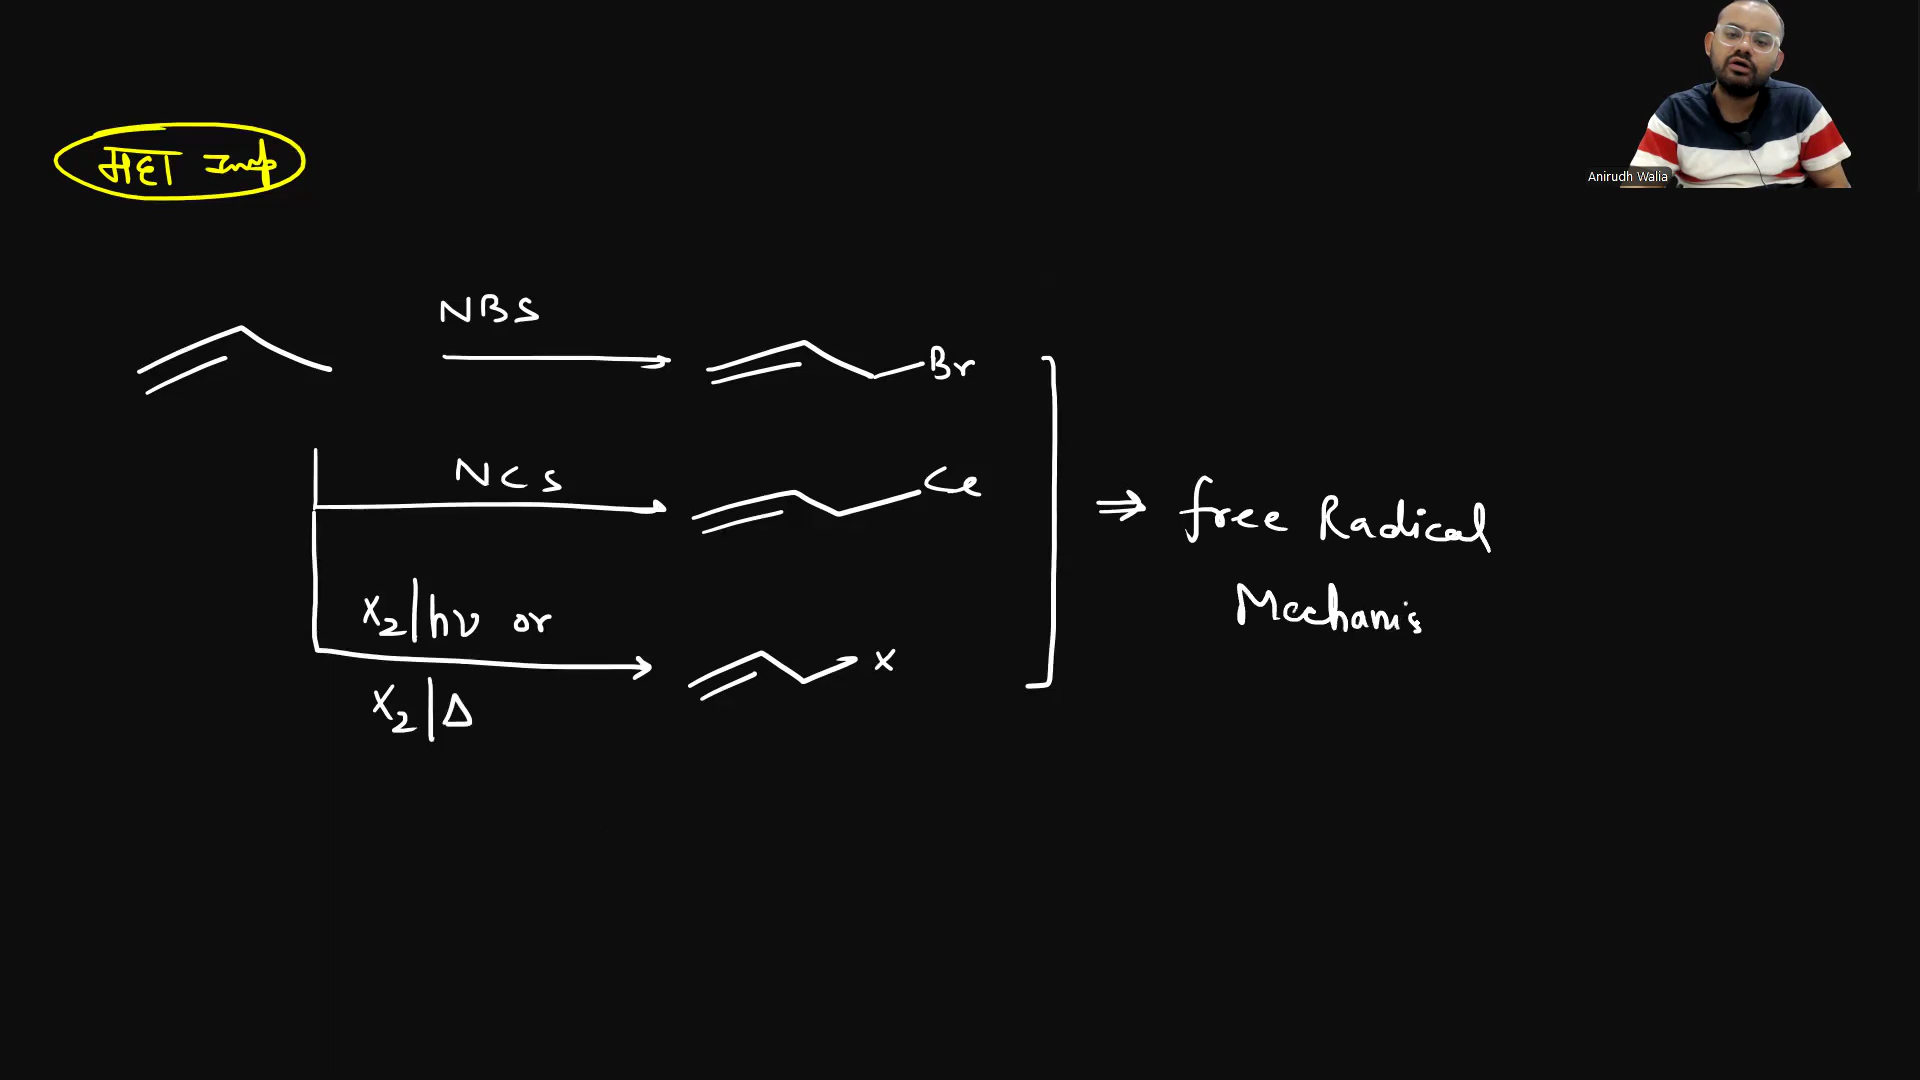 महा Imp
Anirudh Walia
NBS
Br
NCS
Cl
free Radical
Mechanis
X2|hν or
X
X2|Δ